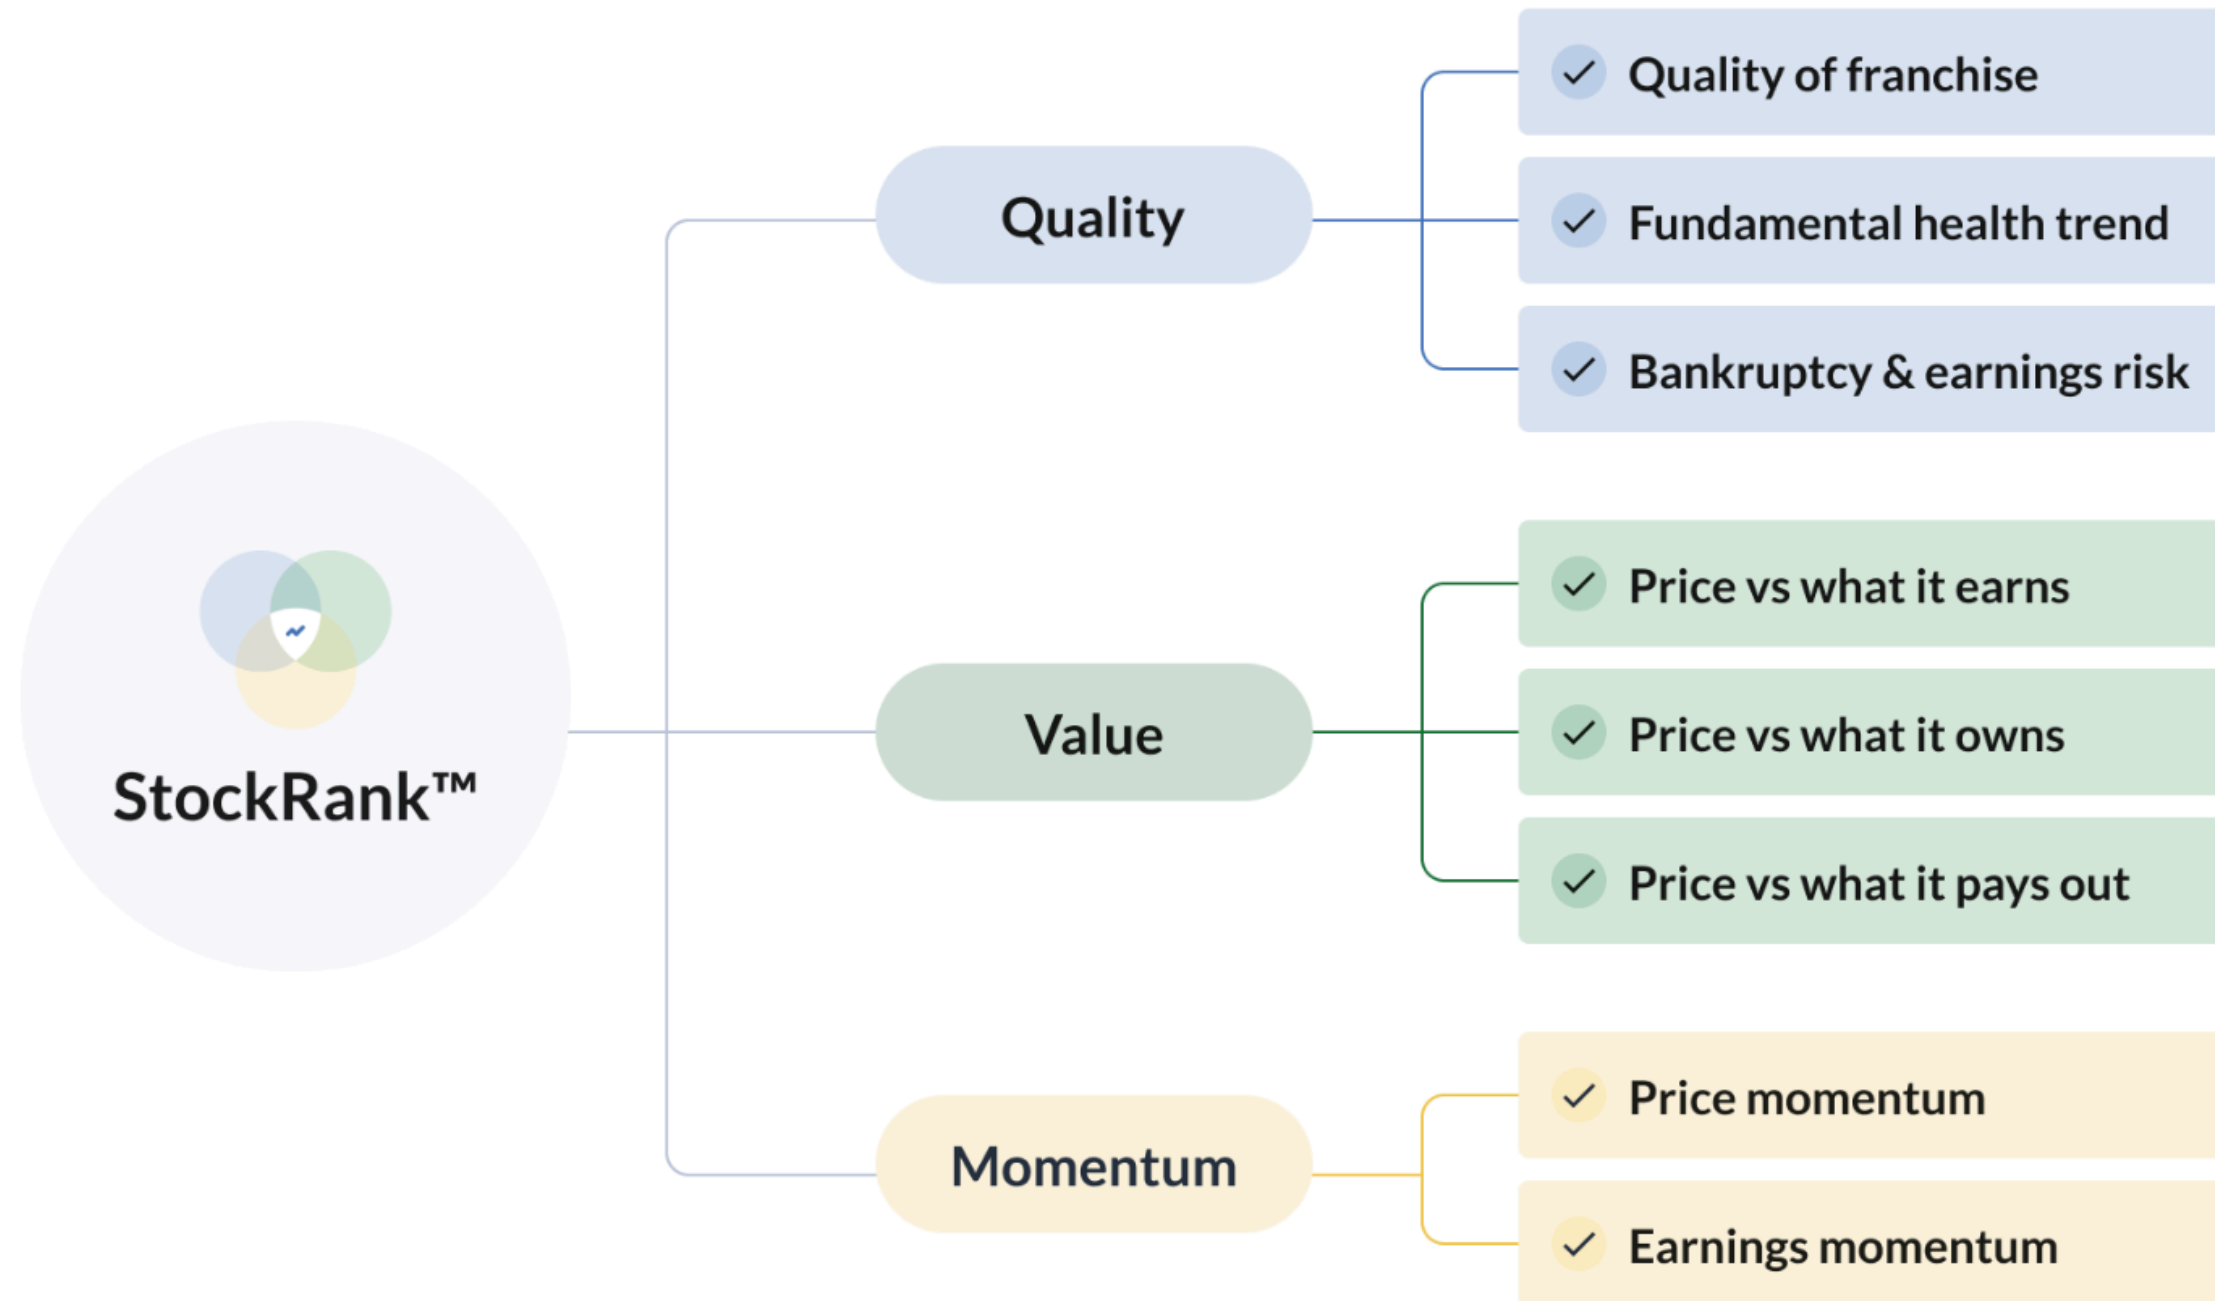 StockRank™
Quality
Quality of franchise
Fundamental health trend
Bankruptcy & earnings risk
Value
Price vs what it earns
Price vs what it owns
Price vs what it pays out
Momentum
Price momentum
Earnings momentum